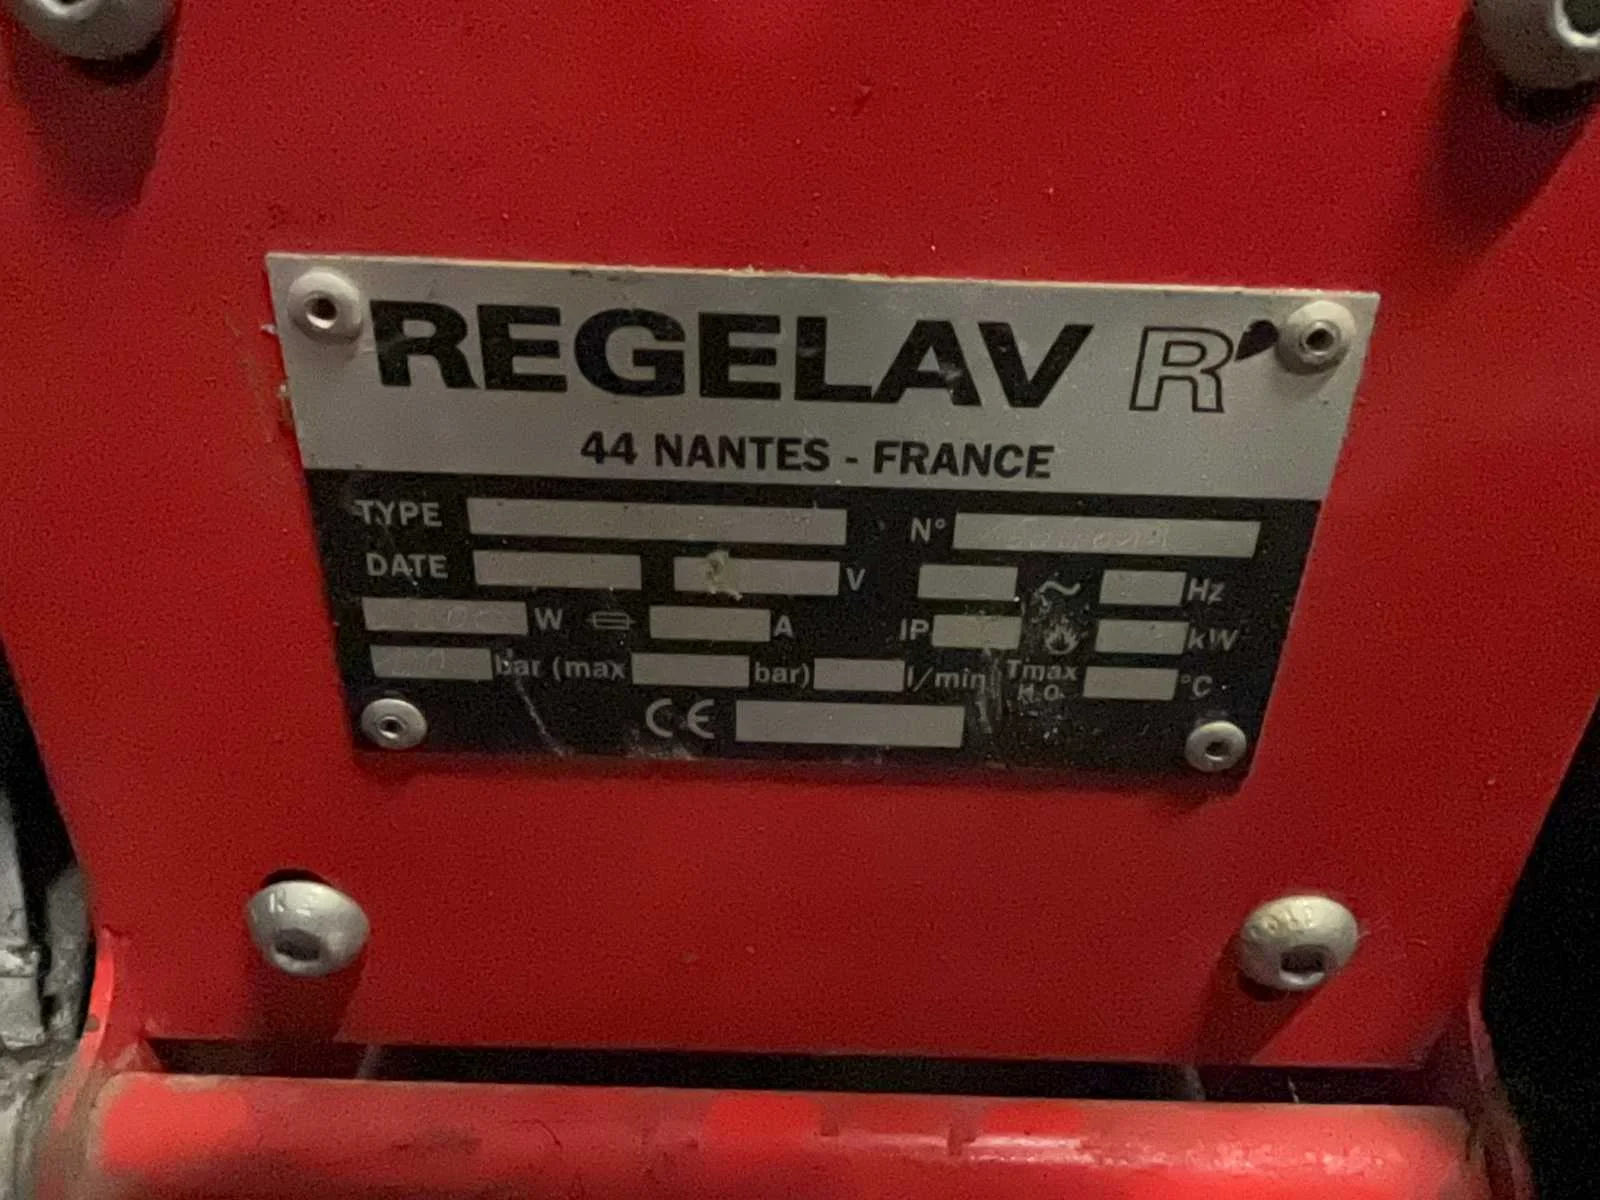 REGELAV R
44 NANTES - FRANCE
TYPE N°
DATE V ~ Hz
W A IP kW
bar (max bar) l/min Tmax H.O. °C
CE